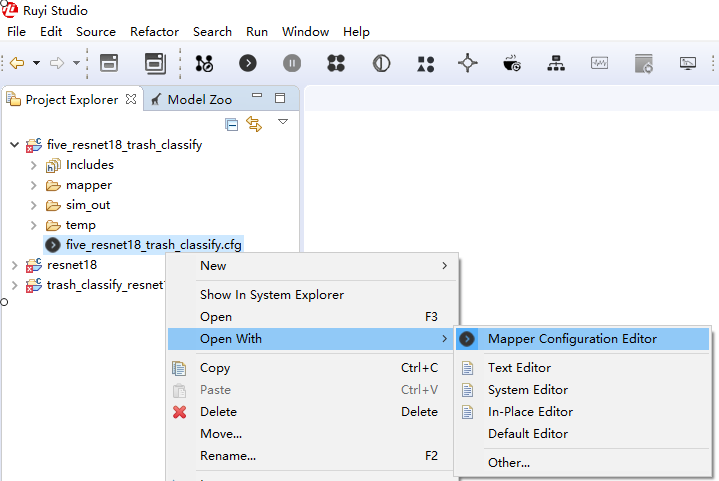 Ruyi Studio
File Edit Source Refactor Search Run Window Help
Project Explorer Model Zoo
five_resnet18_trash_classify
Includes
mapper
sim_out
temp
five_resnet18_trash_classify.cfg
resnet18
trash_classify_resnet
New
Show In System Explorer
Open F3
Open With
Mapper Configuration Editor
Text Editor
System Editor
In-Place Editor
Default Editor
Other...
Copy Ctrl+C
Paste Ctrl+V
Delete Delete
Move...
Rename... F2